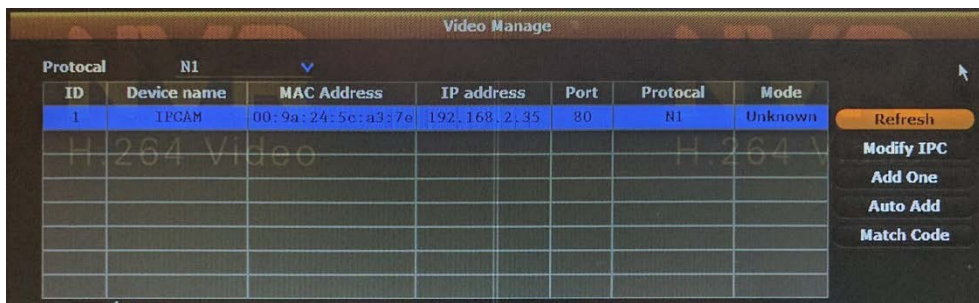 Video Manage
Protocal N1
ID Device name MAC Address IP address Port Protocal Mode
1 IPCAM 00:9a:24:5c:a3:7e 192.168.2.35 80 N1 Unknown
Refresh
H.264 Video H.264 V
Modify IPC
Add One
Auto Add
Match Code